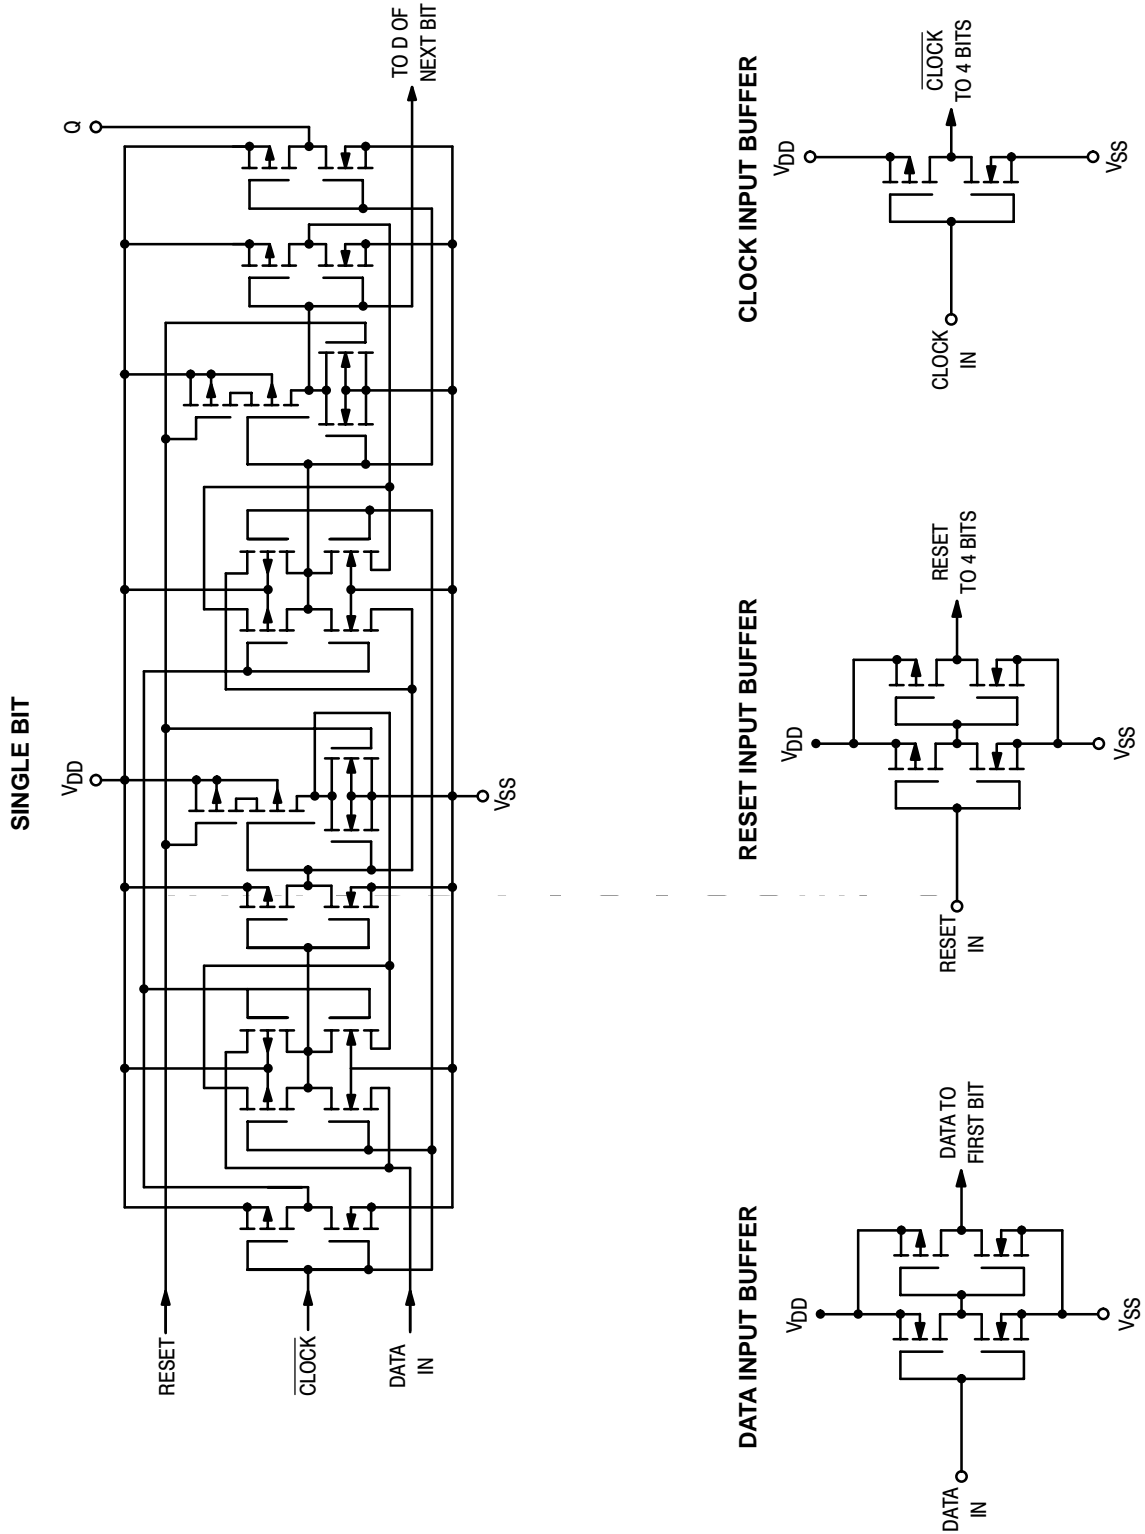 SINGLE BIT
VDD
Q
RESET
CLOCK
DATA
IN
VSS
TO D OF
NEXT BIT
DATA INPUT BUFFER
VDD
DATA
IN
DATA TO
FIRST BIT
VSS
RESET INPUT BUFFER
VDD
RESET
IN
RESET
TO 4 BITS
VSS
CLOCK INPUT BUFFER
VDD
CLOCK
IN
CLOCK
TO 4 BITS
VSS